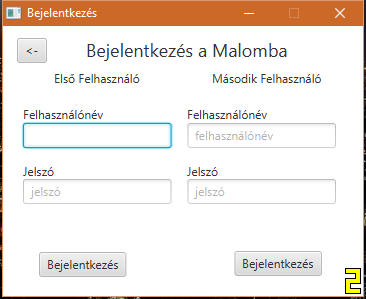 Bejelentkezés
<-
Bejelentkezés a Malomba
Első Felhasználó
Második Felhasználó
Felhasználónév
Felhasználónév
felhasználónév
Jelszó
Jelszó
jelszó
jelszó
Bejelentkezés
Bejelentkezés
2